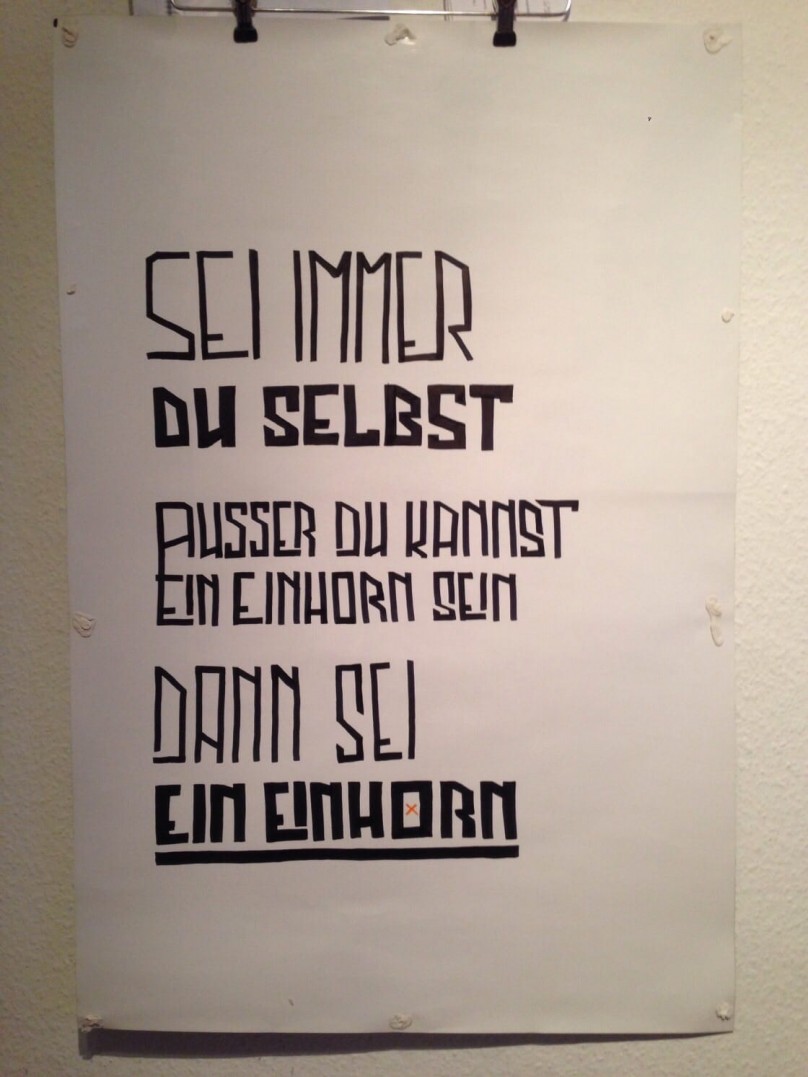 SEI IMMER
DU SELBST
AUSSER DU KANNST
EIN EINHORN SEIN
DANN SEI
EIN EINHORN